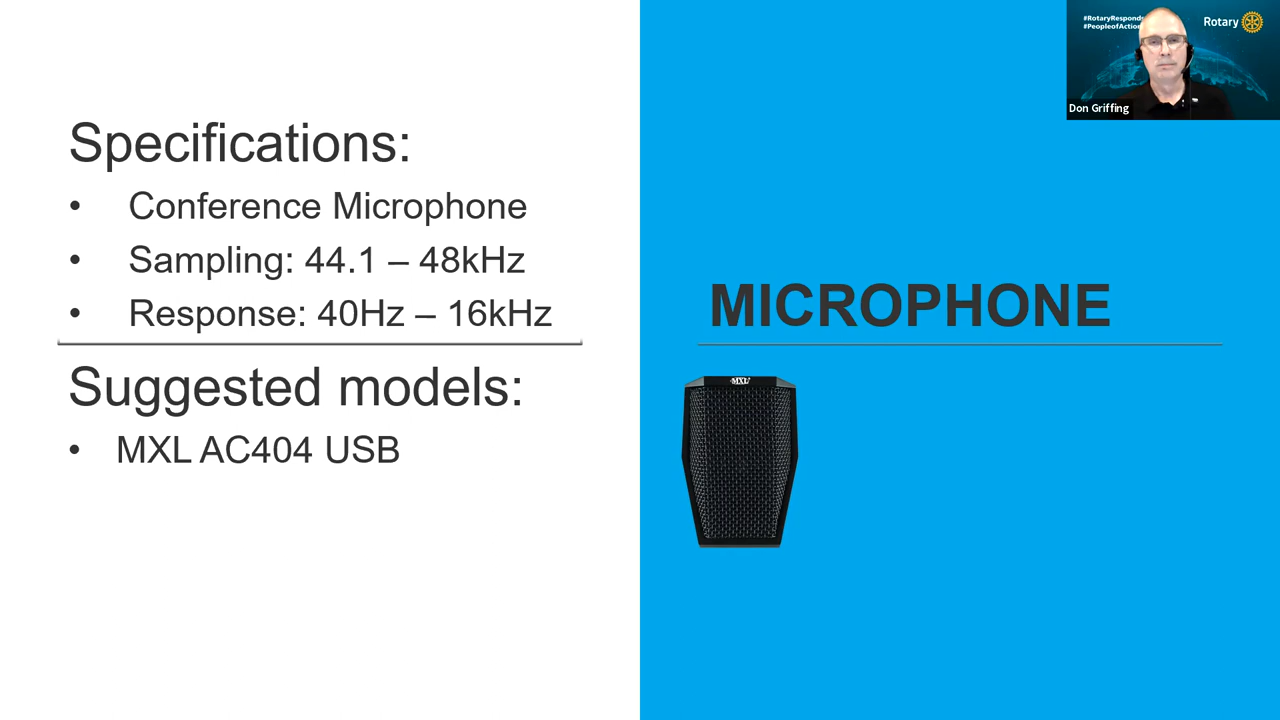 Specifications:
• Conference Microphone
• Sampling: 44.1 – 48kHz
• Response: 40Hz – 16kHz
Suggested models:
• MXL AC404 USB
MICROPHONE
MXL
#RotaryResponds
#PeopleofAction
Rotary
Don Griffing